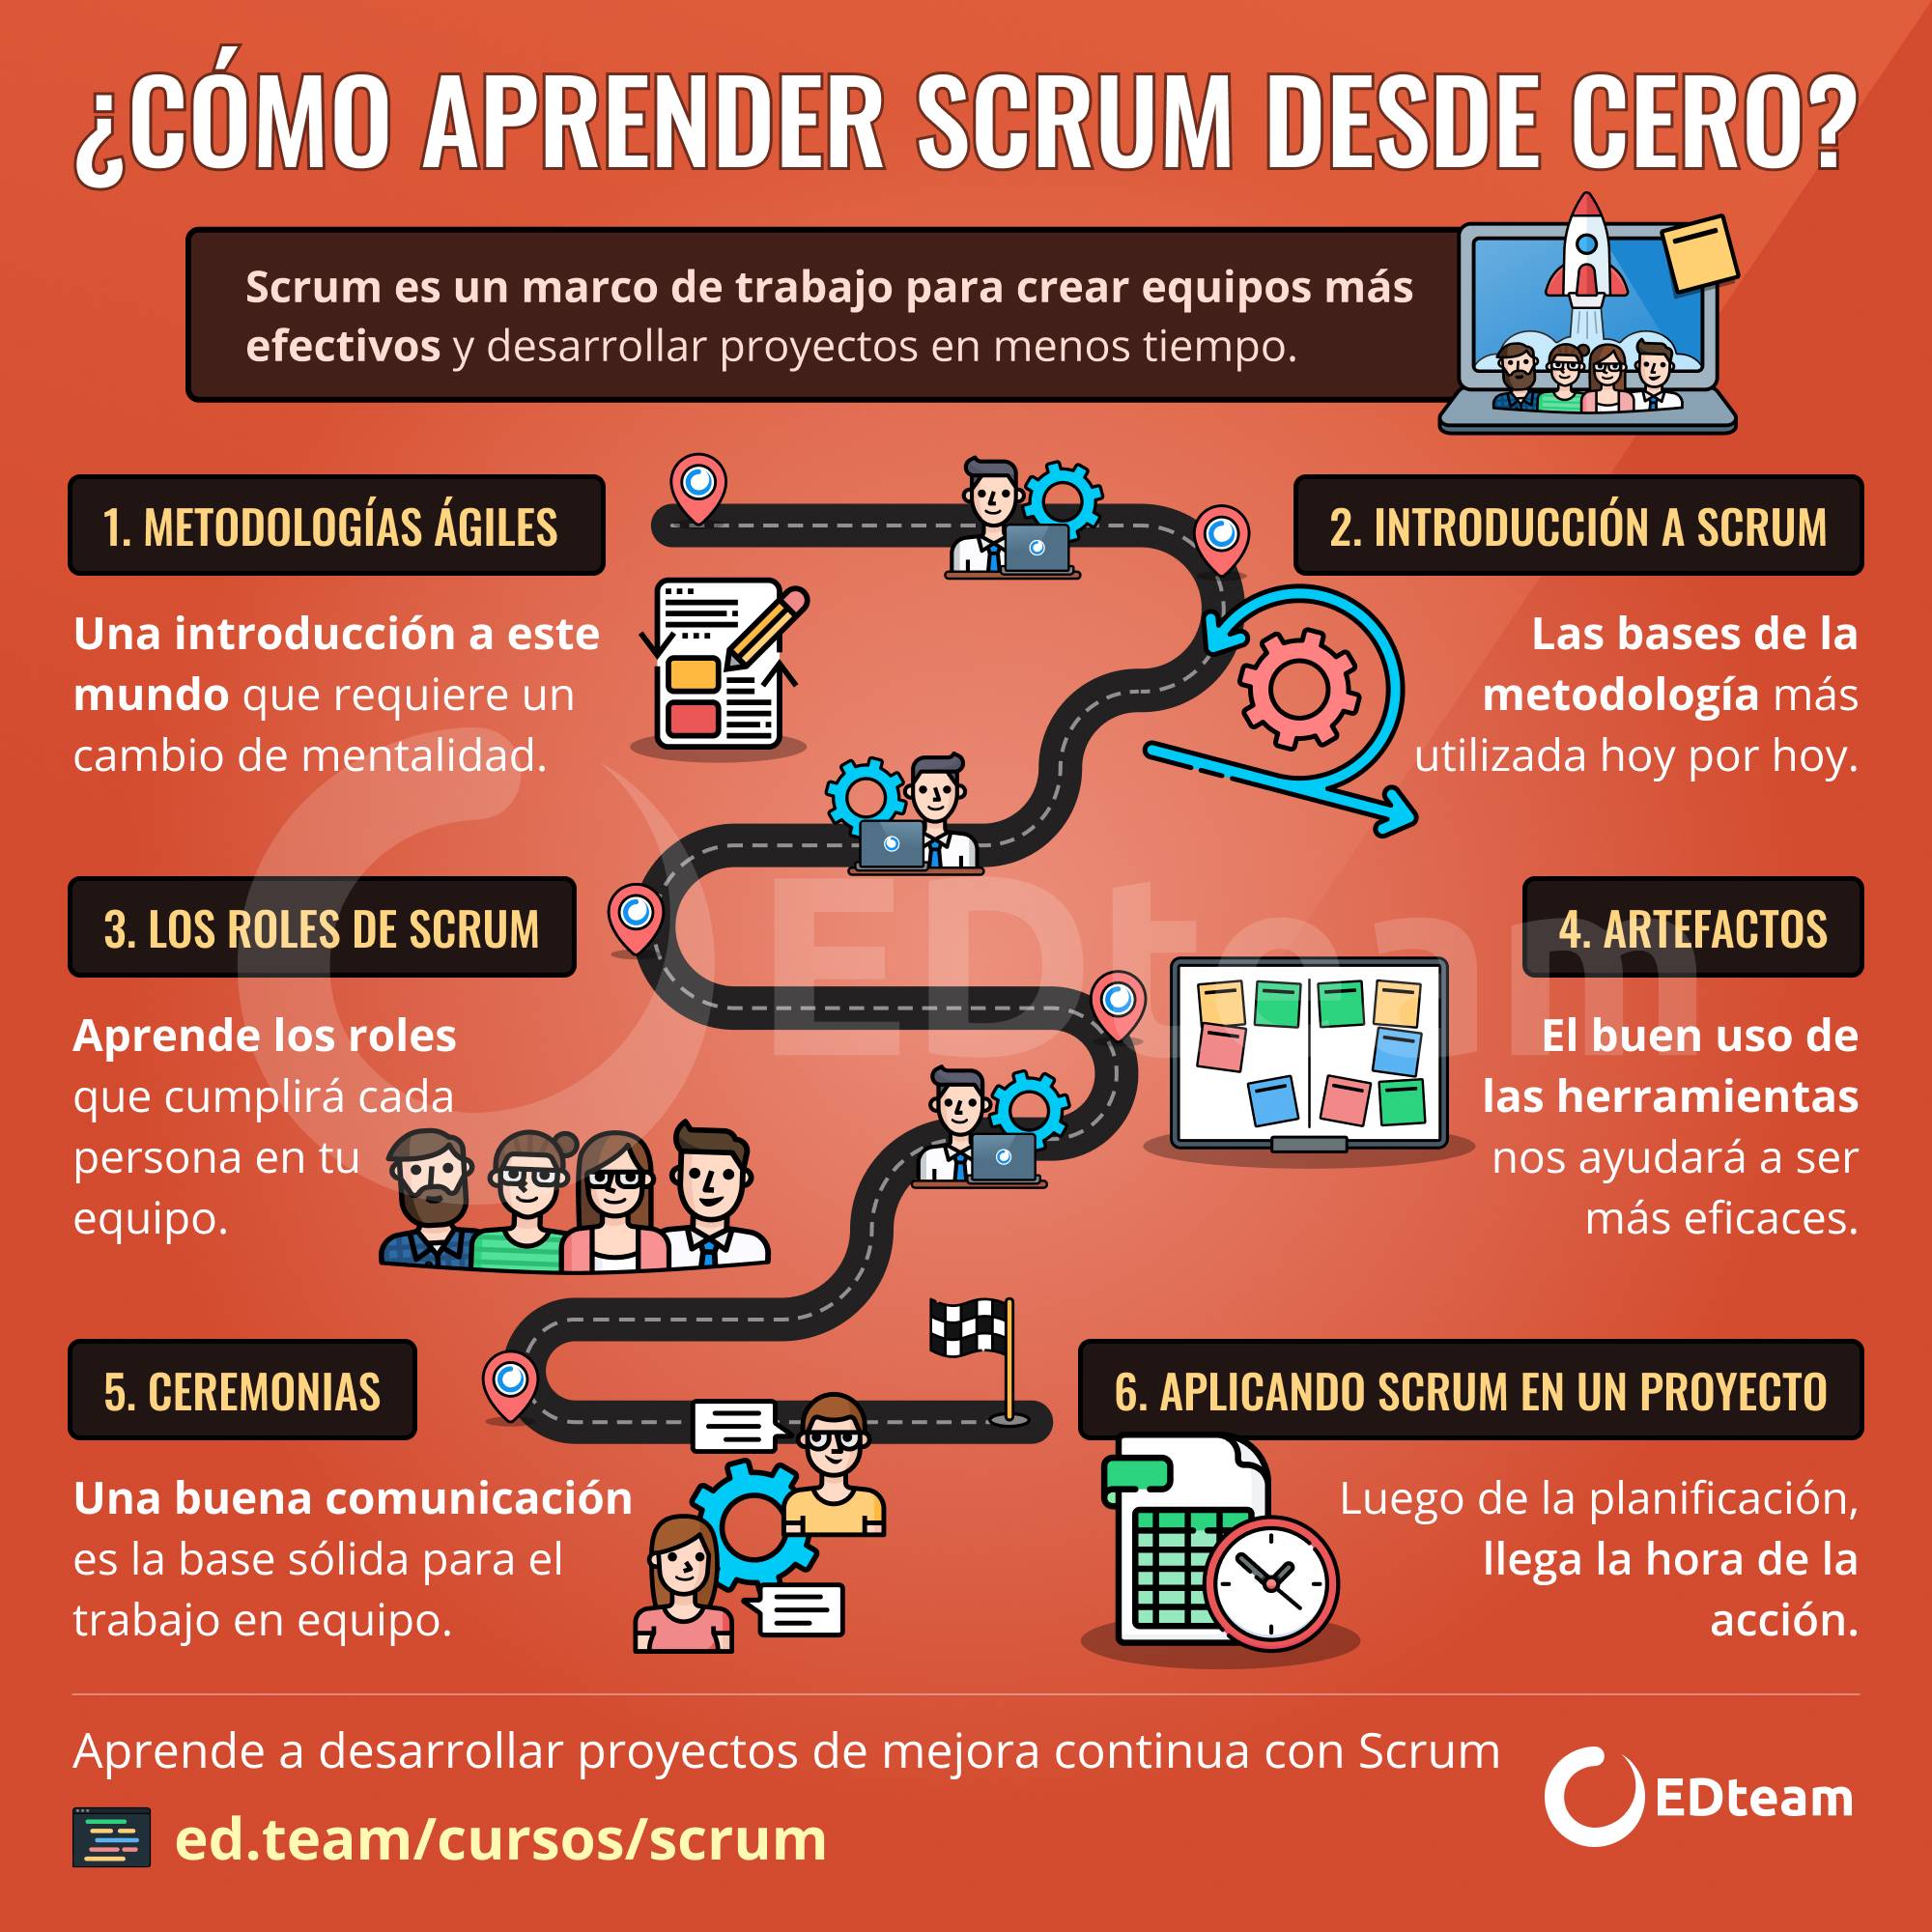 ¿CÓMO APRENDER SCRUM DESDE CERO?
Scrum es un marco de trabajo para crear equipos más
efectivos y desarrollar proyectos en menos tiempo.
1. METODOLOGÍAS ÁGILES
Una introducción a este
mundo que requiere un
cambio de mentalidad.
2. INTRODUCCIÓN A SCRUM
Las bases de la
metodología más
utilizada hoy por hoy.
3. LOS ROLES DE SCRUM
Aprende los roles
que cumplirá cada
persona en tu
equipo.
4. ARTEFACTOS
El buen uso de
las herramientas
nos ayudará a ser
más eficaces.
EDteam
5. CEREMONIAS
Una buena comunicación
es la base sólida para el
trabajo en equipo.
6. APLICANDO SCRUM EN UN PROYECTO
Luego de la planificación,
llega la hora de la
acción.
Aprende a desarrollar proyectos de mejora continua con Scrum
ed.team/cursos/scrum
EDteam